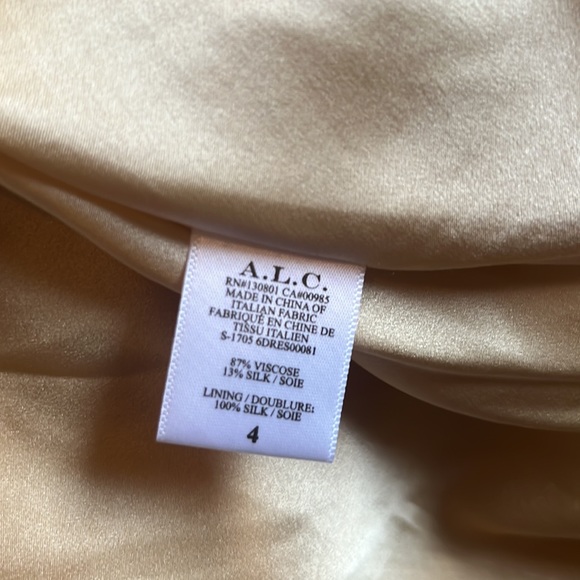 A.L.C.
RN#130801 CA#00985
MADE IN CHINA OF
ITALIAN FABRIC
FABRIQUÉ EN CHINE DE
TISSU ITALIEN
S-1705 6DRES00081
87% VISCOSE
13% SILK / SOIE
LINING / DOUBLURE:
100% SILK / SOIE
4